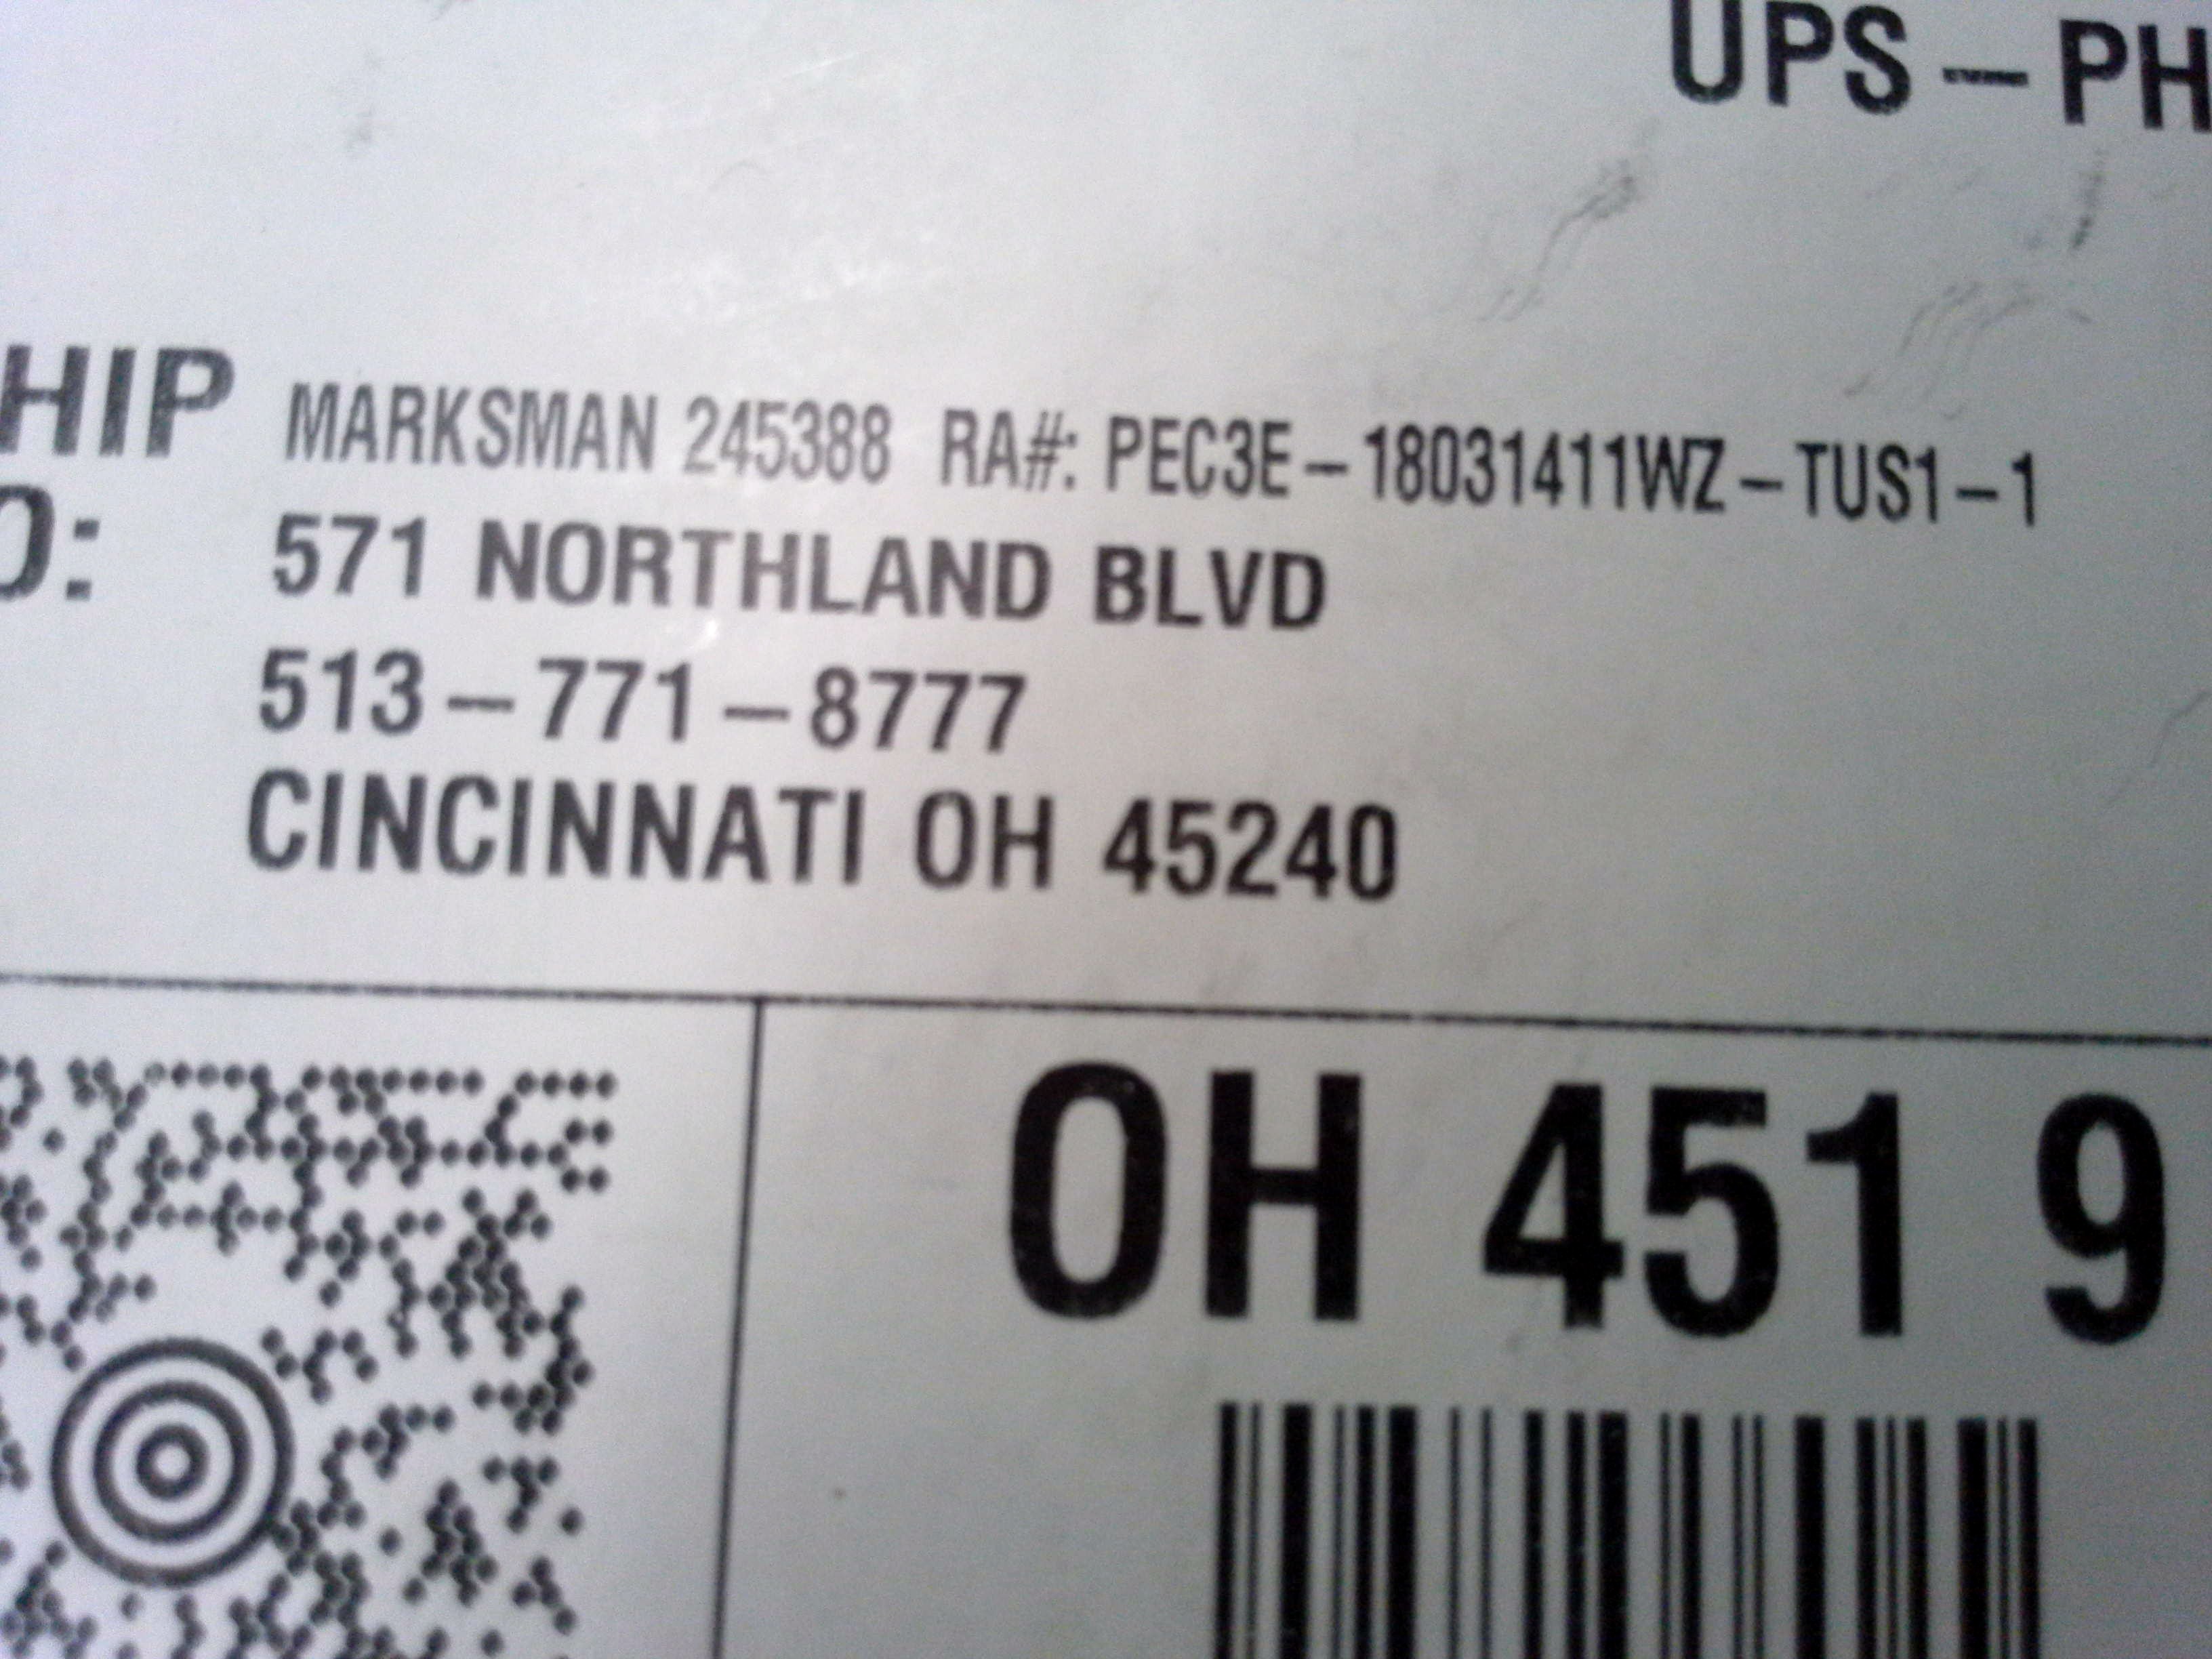 UPS – PH
HIP MARKSMAN 245388 RA#: PEC3E–18031411WZ–TUS1–1
O: 571 NORTHLAND BLVD
513–771–8777
CINCINNATI OH 45240
OH 451 9